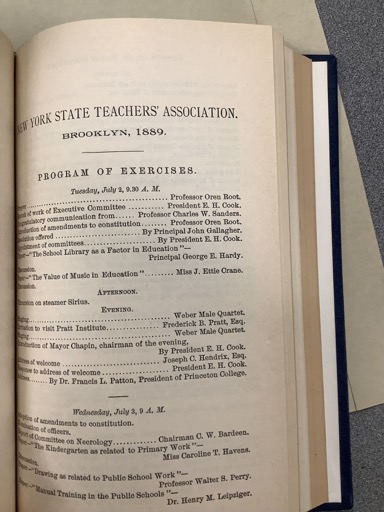 NEW YORK STATE TEACHERS' ASSOCIATION.
BROOKLYN, 1889.
PROGRAM OF EXERCISES.
Tuesday, July 2, 9.30 A. M.
Professor Oren Root.
of work of Executive Committee ............ President E. H. Cook.
communication from...... Professor Charles W. Sanders.
of amendments to constitution........ Professor Oren Root.
offered ........ By Principal John Gallagher.
of committees........ By President E. H. Cook.
"The School Library as a Factor in Education"—
Principal George E. Hardy.
"The Value of Music in Education"........ Miss J. Ettie Crane.
AFTERNOON.
on steamer Sirius.
EVENING.
Weber Male Quartet.
to visit Pratt Institute........ Frederick B. Pratt, Esq.
Weber Male Quartet.
of Mayor Chapin, chairman of the evening,
By President E. H. Cook.
of welcome........ Joseph C. Hendrix, Esq.
to address of welcome........ President E. H. Cook.
By Dr. Francis L. Patton, President of Princeton College.
Wednesday, July 3, 9 A. M.
of amendments to constitution.
of officers.
of Committee on Necrology........ Chairman C. W. Bardeen.
"The Kindergarten as related to Primary Work"—
Miss Caroline T. Havens.
"Drawing as related to Public School Work"—
Professor Walter S. Perry.
"Manual Training in the Public Schools"—
Dr. Henry M. Leipziger.